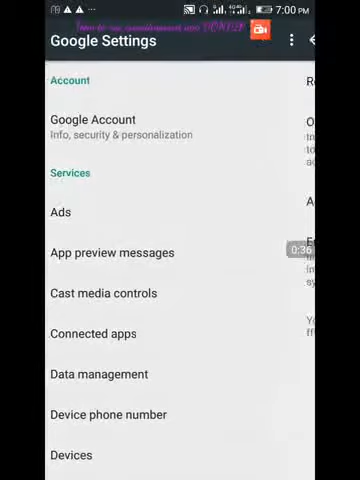 7:00 PM
Google Settings
Account
Google Account
Info, security & personalization
Services
Ads
App preview messages
0:36
Cast media controls
Connected apps
Data management
Device phone number
Devices